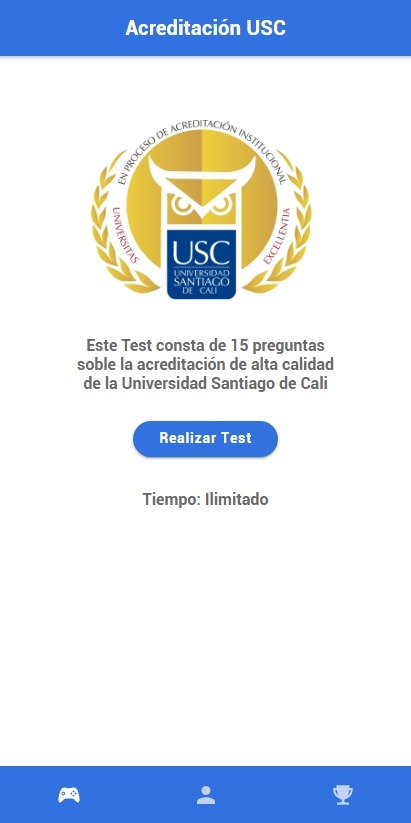 Acreditación USC
EN PROCESO DE ACREDITACIÓN INSTITUCIONAL
UNIVERSITAS
EXCELLENTIA
USC
UNIVERSIDAD
SANTIAGO
DE CALI
Este Test consta de 15 preguntas
soble la acreditación de alta calidad
de la Universidad Santiago de Cali
Realizar Test
Tiempo: Ilimitado